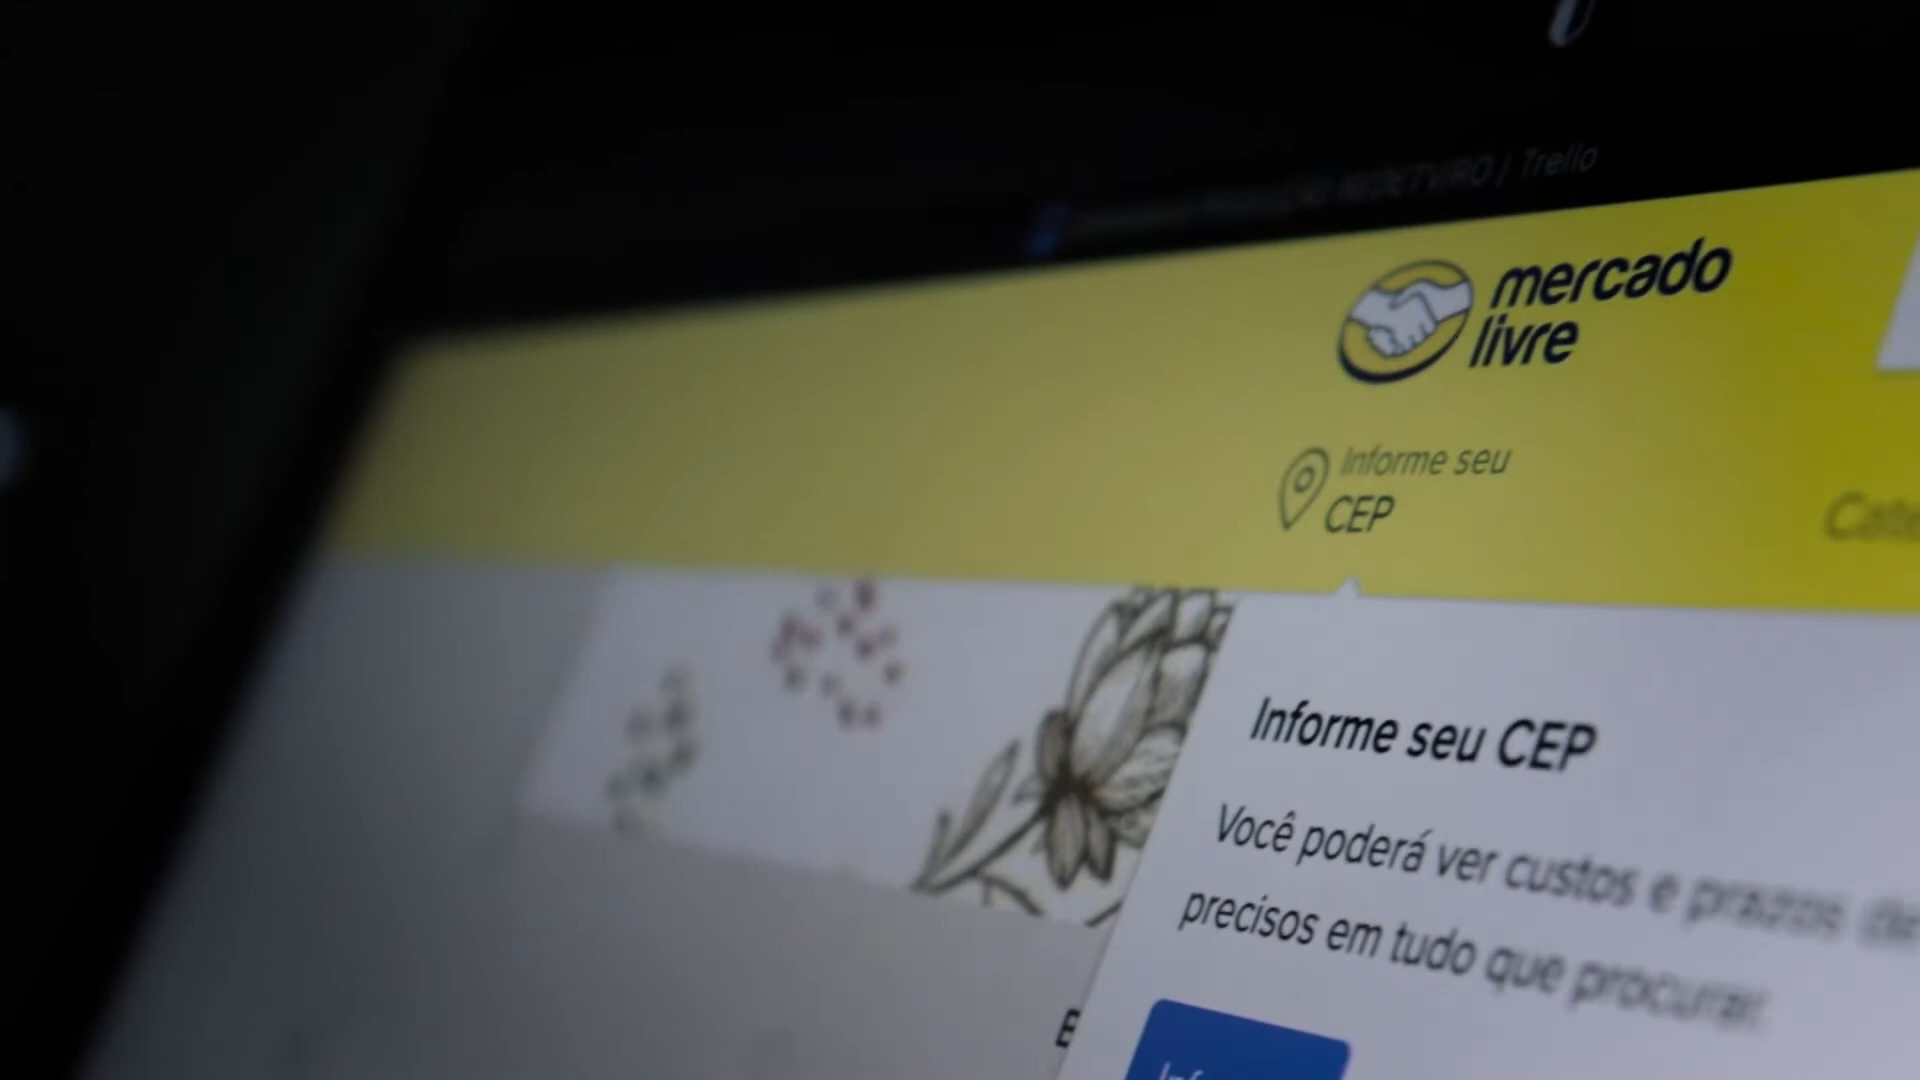 / Trello
mercado
livre
Informe seu
CEP
Informe seu CEP
Você poderá ver custos e prazos de
precisos em tudo que procurar.